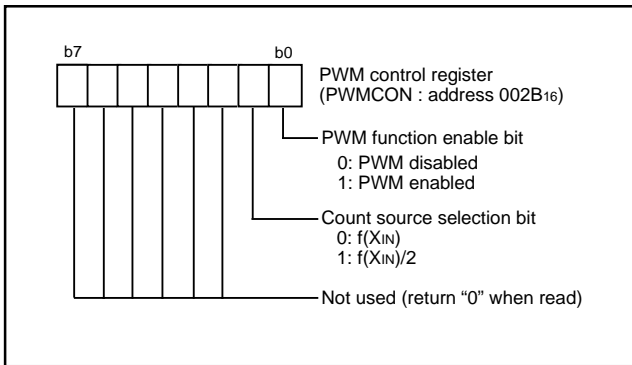 b7 b0
PWM control register
(PWMCON : address 002B16)
PWM function enable bit
0: PWM disabled
1: PWM enabled
Count source selection bit
0: f(XIN)
1: f(XIN)/2
Not used (return “0” when read)